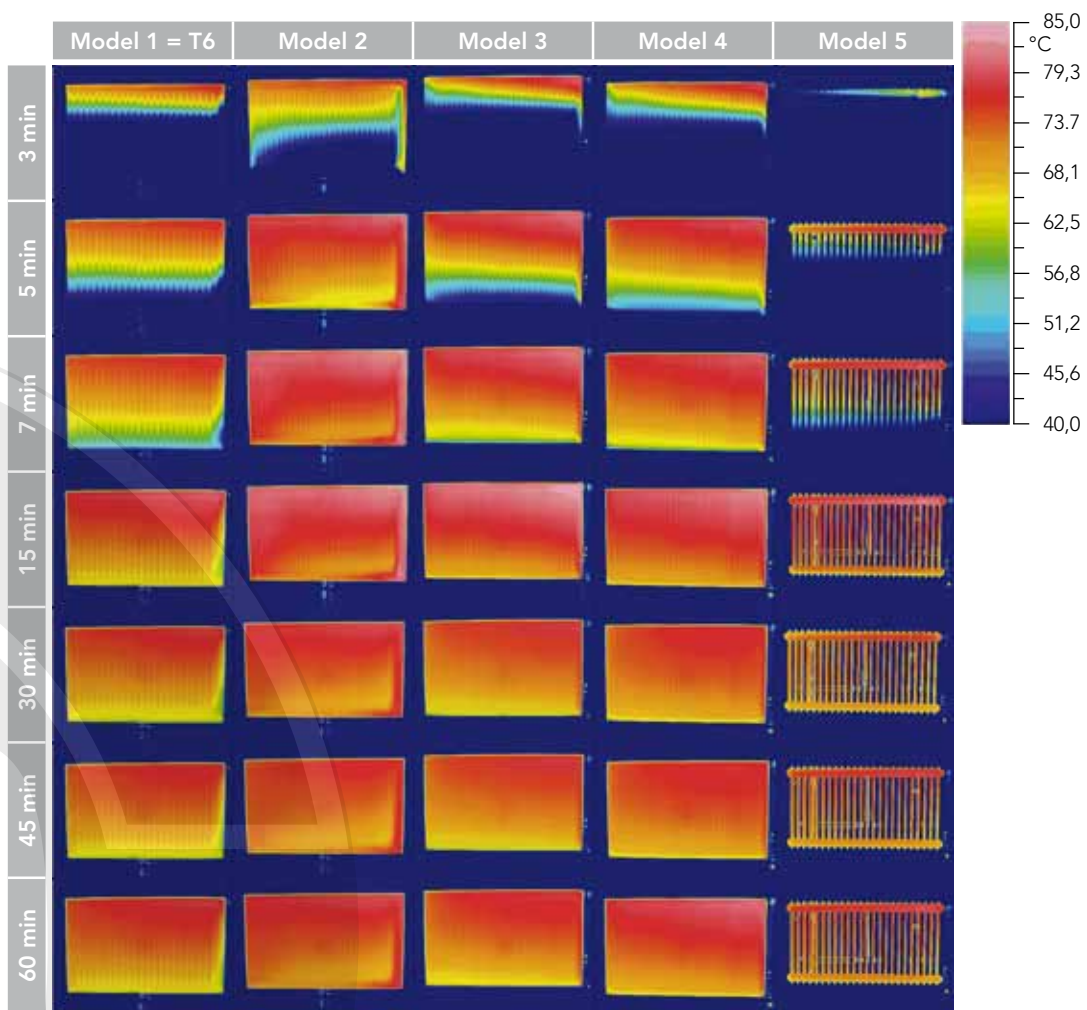 Model 1 = T6 Model 2 Model 3 Model 4 Model 5
3 min
5 min
7 min
15 min
30 min
45 min
60 min
85,0
°C
79,3
73.7
68,1
62,5
56,8
51,2
45,6
40,0